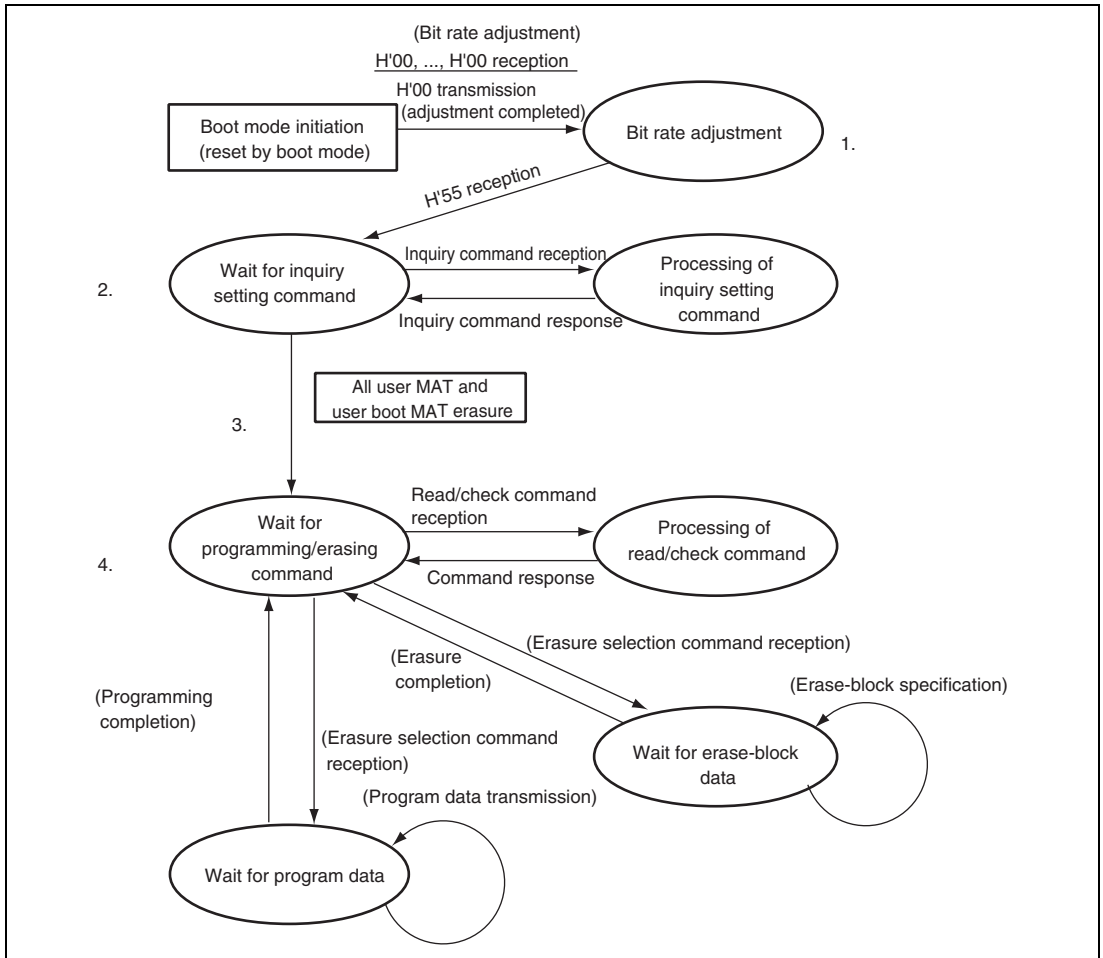 (Bit rate adjustment)
H'00, ..., H'00 reception
H'00 transmission
(adjustment completed)
Boot mode initiation
(reset by boot mode)
Bit rate adjustment
1.
H'55 reception
2.
Wait for inquiry
setting command
Inquiry command reception
Inquiry command response
Processing of
inquiry setting
command
All user MAT and
user boot MAT erasure
3.
4.
Wait for
programming/erasing
command
Read/check command
reception
Command response
Processing of
read/check command
(Erasure selection command reception)
(Erasure
completion)
(Erase-block specification)
(Programming
completion)
(Erasure selection command
reception)
Wait for erase-block
data
(Program data transmission)
Wait for program data